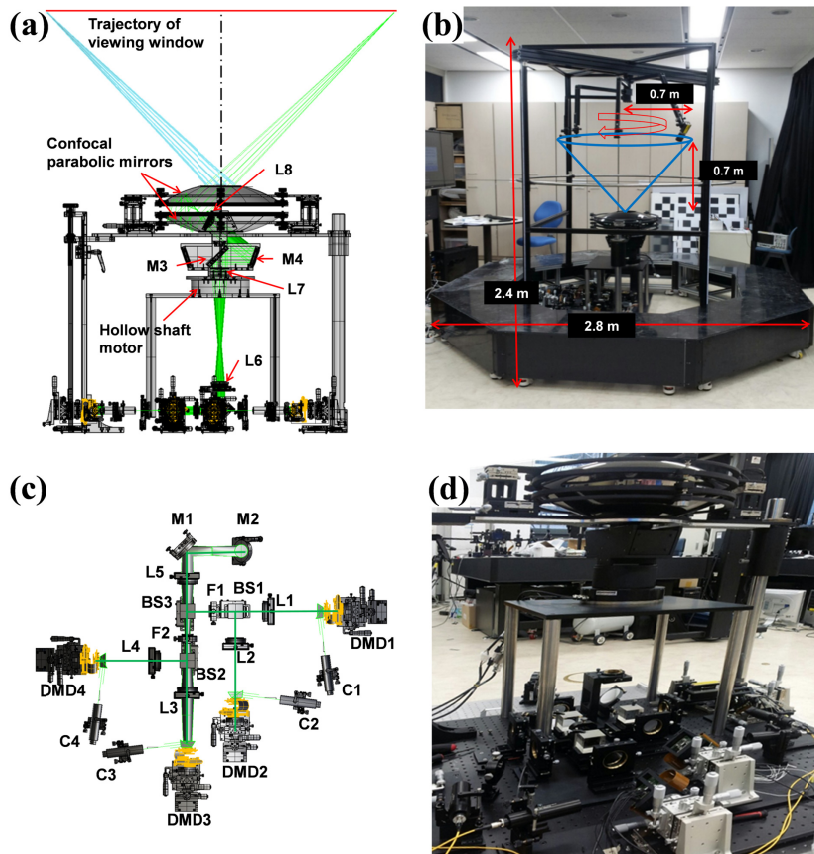 (a)
Trajectory of
viewing window
Confocal
parabolic mirrors
L8
M3
M4
L7
Hollow shaft
motor
L6
(b)
0.7 m
0.7 m
2.4 m
2.8 m
(c)
M1
M2
L5
F1
BS1
L1
BS3
F2
L4
L2
DMD1
BS2
DMD4
L3
C1
C2
C4
C3
DMD2
DMD3
(d)